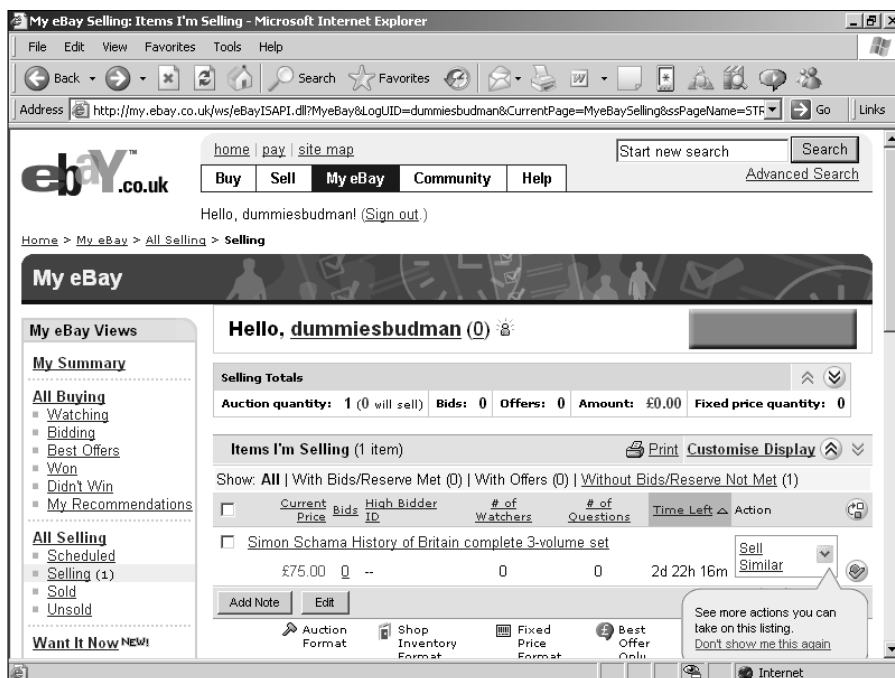 My eBay Selling: Items I'm Selling - Microsoft Internet Explorer
File Edit View Favorites Tools Help
Back Search Favorites
Address http://my.ebay.co.uk/ws/eBayISAPI.dll?MyeBay&LogUID=dummiesbudman&CurrentPage=MyeBaySelling&ssPageName=STR Go Links
ebaY™.co.uk
home | pay | site map
Start new search Search
Buy Sell My eBay Community Help
Advanced Search
Hello, dummiesbudman! (Sign out.)
Home > My eBay > All Selling > Selling
My eBay
My eBay Views
My Summary
All Buying
Watching
Bidding
Best Offers
Won
Didn't Win
My Recommendations
All Selling
Scheduled
Selling (1)
Sold
Unsold
Want It Now NEW!
Hello, dummiesbudman (0)
Selling Totals
Auction quantity: 1 (0 will sell) Bids: 0 Offers: 0 Amount: £0.00 Fixed price quantity: 0
Items I'm Selling (1 item) Print Customise Display
Show: All | With Bids/Reserve Met (0) | With Offers (0) | Without Bids/Reserve Not Met (1)
Current Price Bids High Bidder ID # of Watchers # of Questions Time Left Action
Simon Schama History of Britain complete 3-volume set
£75.00 0 -- 0 0 2d 22h 16m Sell Similar
Add Note Edit
See more actions you can
take on this listing.
Don't show me this again
Auction Format Shop Inventory Format Fixed Price Format Best Offer Only
Internet